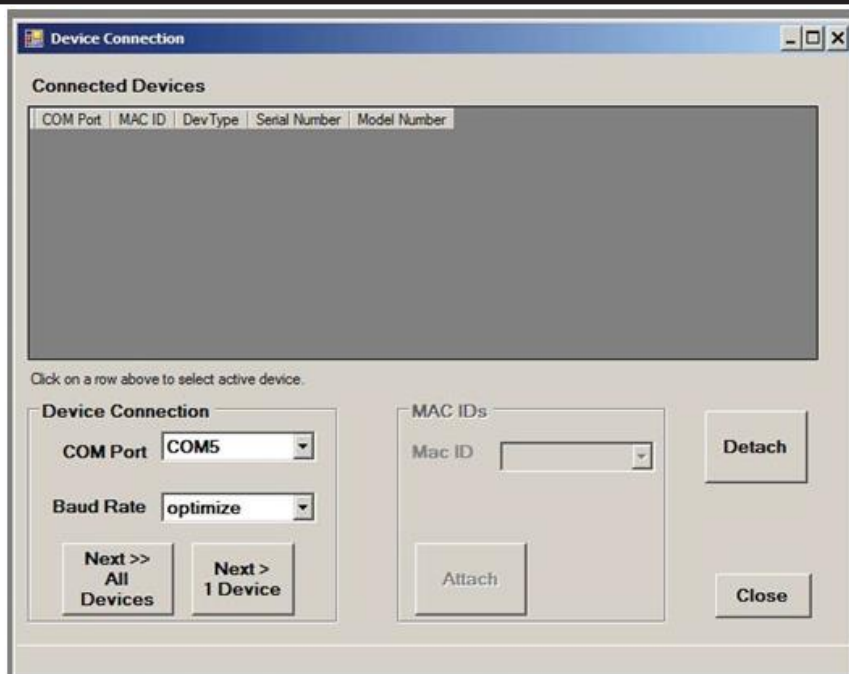 Device Connection
Connected Devices
COM Port MAC ID DevType Serial Number Model Number
Click on a row above to select active device.
Device Connection
COM Port COM5
Baud Rate optimize
Next >>
All
Devices
Next >
1 Device
MAC IDs
Mac ID
Attach
Detach
Close